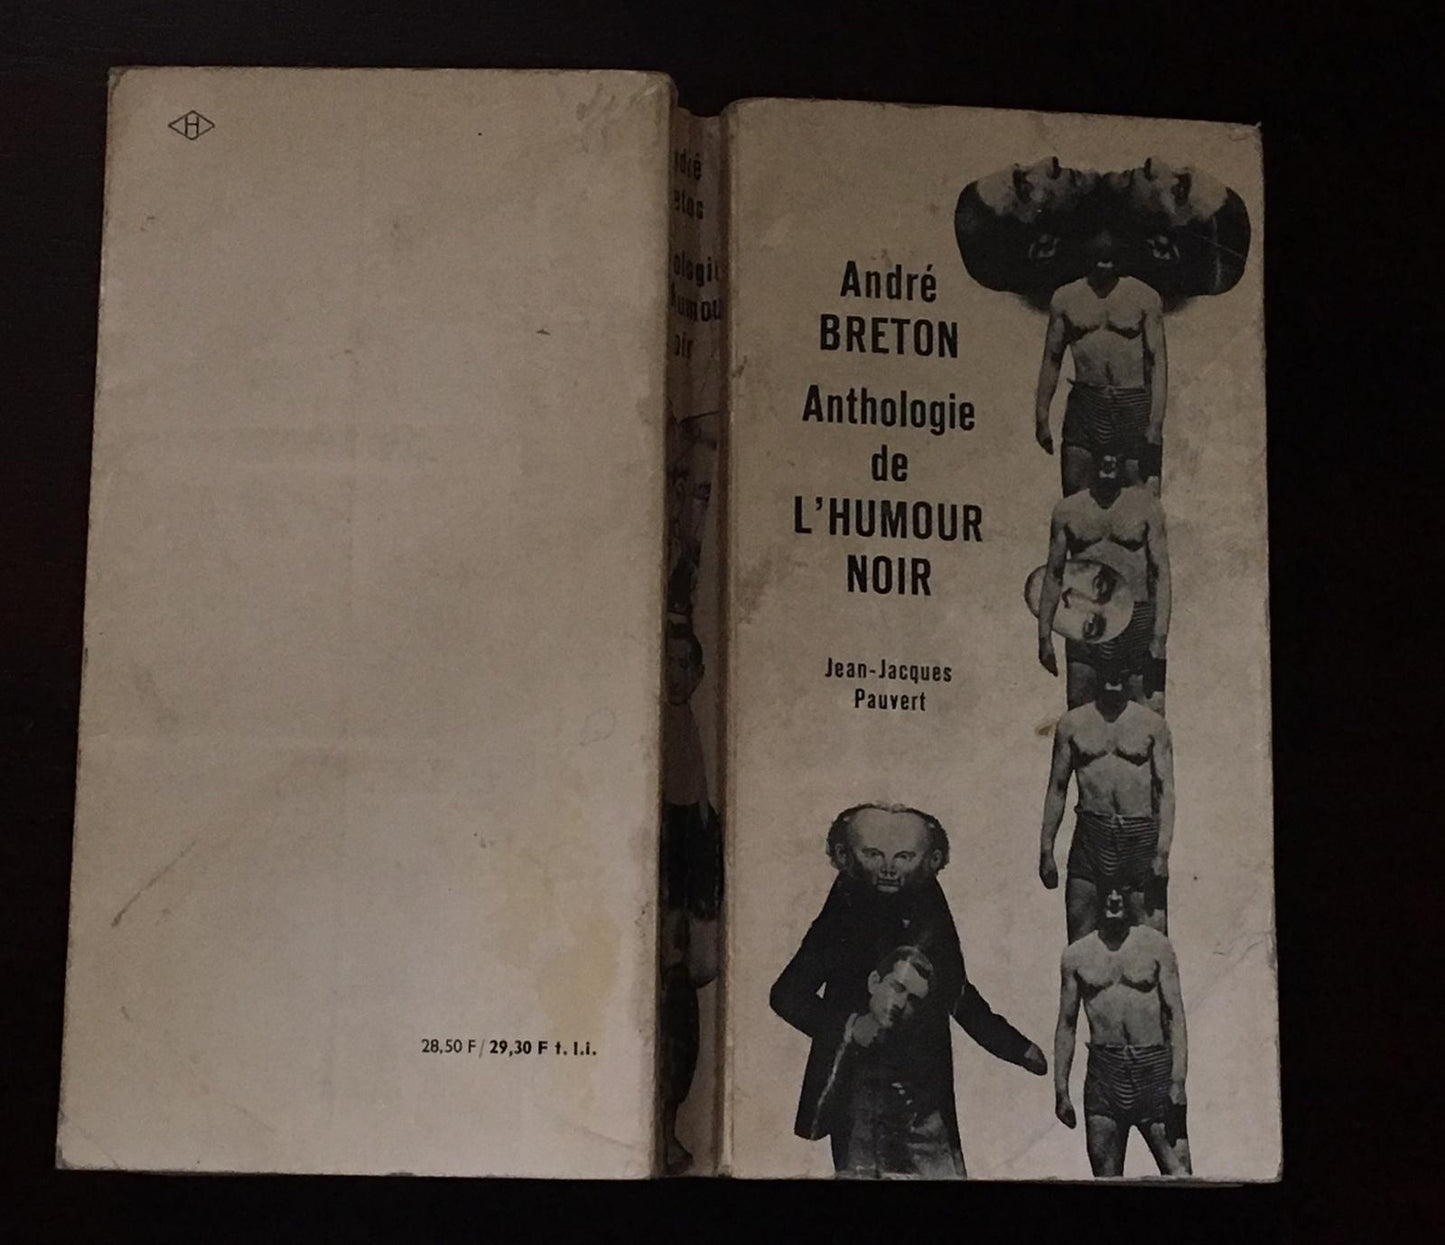 H
28,50 F / 29,30 F t. l.i.
André
BRETON
Anthologie
de
L'HUMOUR
NOIR
Jean-Jacques
Pauvert